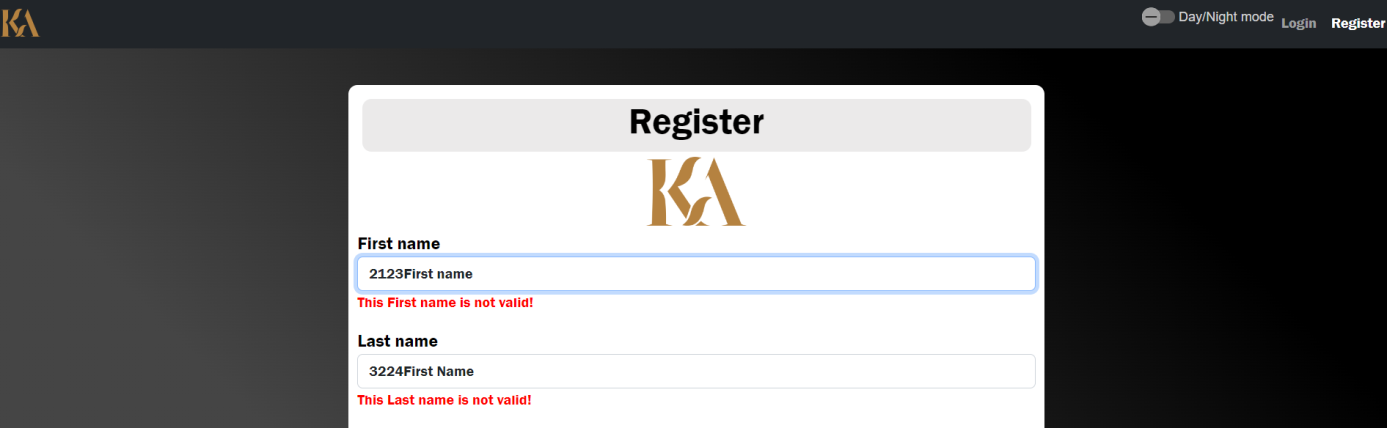 KA
Day/Night mode
Login
Register
Register
KA
First name
2123First name
This First name is not valid!
Last name
3224First Name
This Last name is not valid!